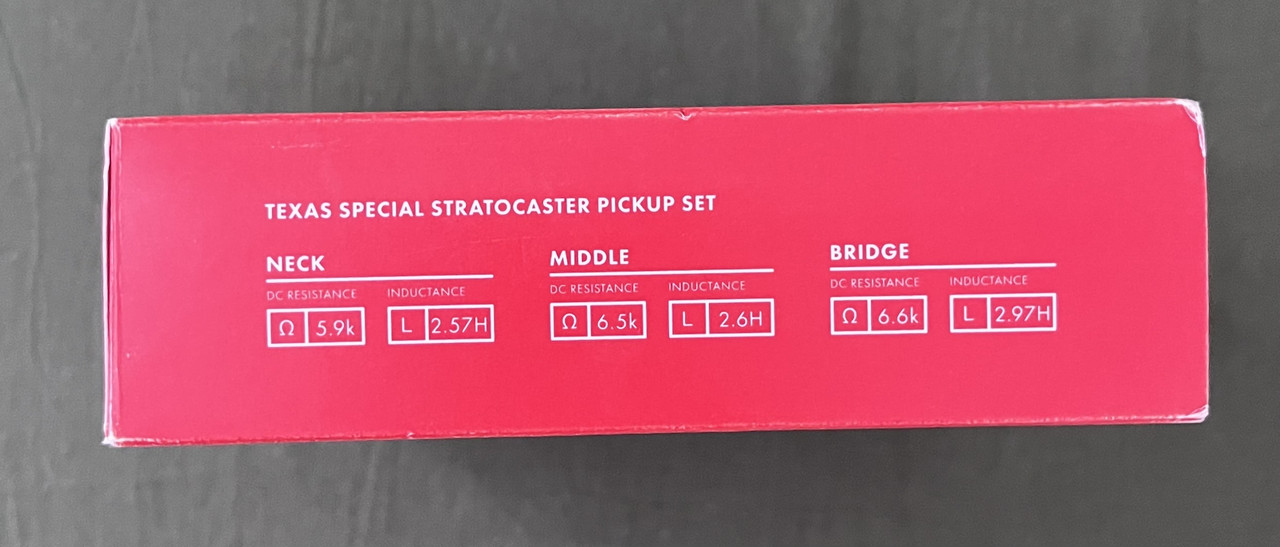 TEXAS SPECIAL STRATOCASTER PICKUP SET
NECK MIDDLE BRIDGE
DC RESISTANCE INDUCTANCE DC RESISTANCE INDUCTANCE DC RESISTANCE INDUCTANCE
Ω 5.9k L 2.57H Ω 6.5k L 2.6H Ω 6.6k L 2.97H